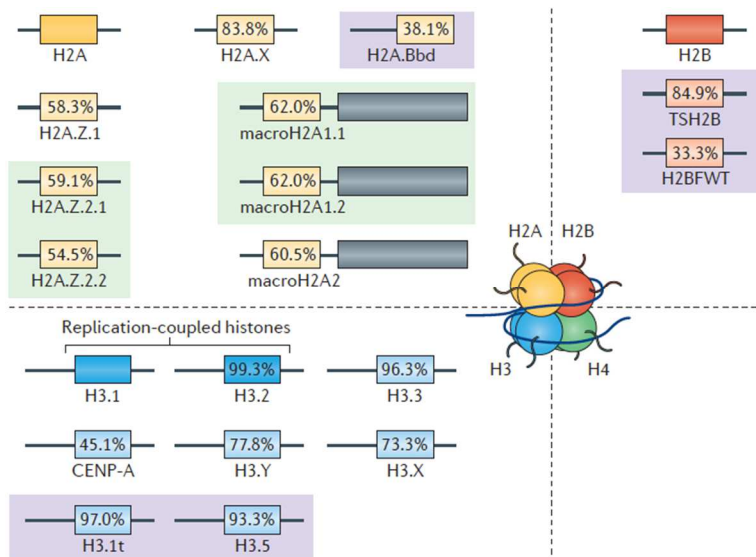 83.8%
38.1%
H2A
H2A.X
H2A.Bbd
H2B
58.3%
62.0%
84.9%
H2A.Z.1
macroH2A1.1
TSH2B
59.1%
62.0%
33.3%
H2A.Z.2.1
macroH2A1.2
H2BFWT
54.5%
60.5%
H2A.Z.2.2
macroH2A2
H2A
H2B
H3
H4
Replication-coupled histones
99.3%
96.3%
H3.1
H3.2
H3.3
45.1%
77.8%
73.3%
CENP-A
H3.Y
H3.X
97.0%
93.3%
H3.1t
H3.5